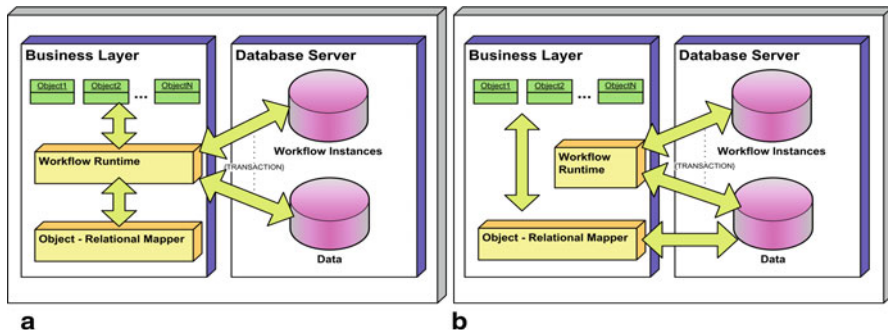 Business Layer
Database Server
Object1
Object2
...
ObjectN
Workflow Runtime
Workflow Instances
{TRANSACTION}
Object - Relational Mapper
Data
a
Business Layer
Database Server
Object1
Object2
...
ObjectN
Workflow
Runtime
Workflow Instances
{TRANSACTION}
Object - Relational Mapper
Data
b